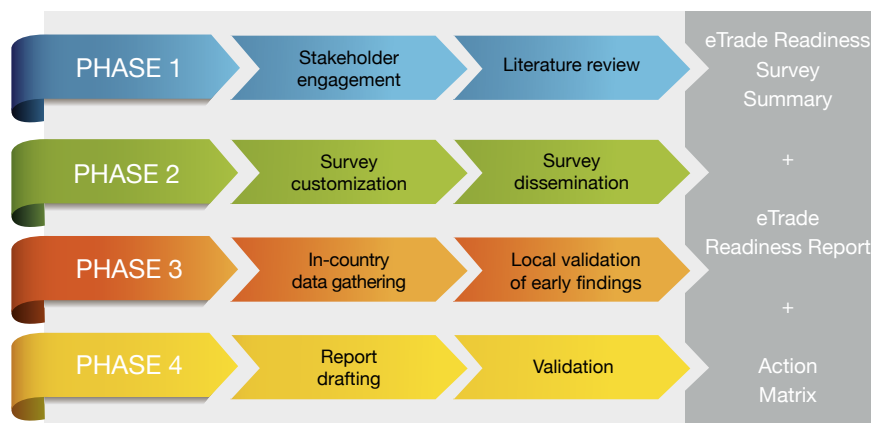 PHASE 1
Stakeholder
engagement
Literature review
PHASE 2
Survey
customization
Survey
dissemination
PHASE 3
In-country
data gathering
Local validation
of early findings
PHASE 4
Report
drafting
Validation
eTrade Readiness
Survey
Summary
+
eTrade
Readiness Report
+
Action
Matrix